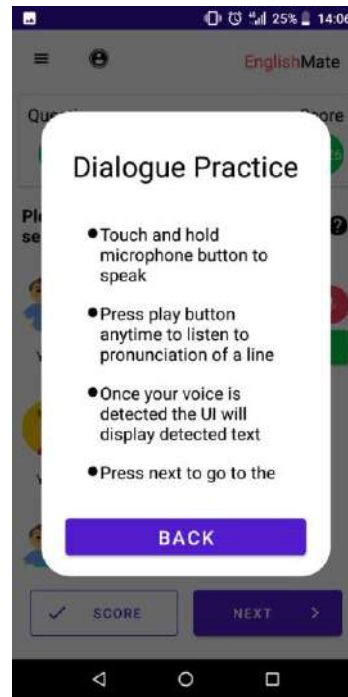 25% 14:06
EnglishMate
Score
Dialogue Practice
●Touch and hold
microphone button to
speak
●Press play button
anytime to listen to
pronunciation of a line
●Once your voice is
detected the UI will
display detected text
●Press next to go to the
BACK
SCORE NEXT